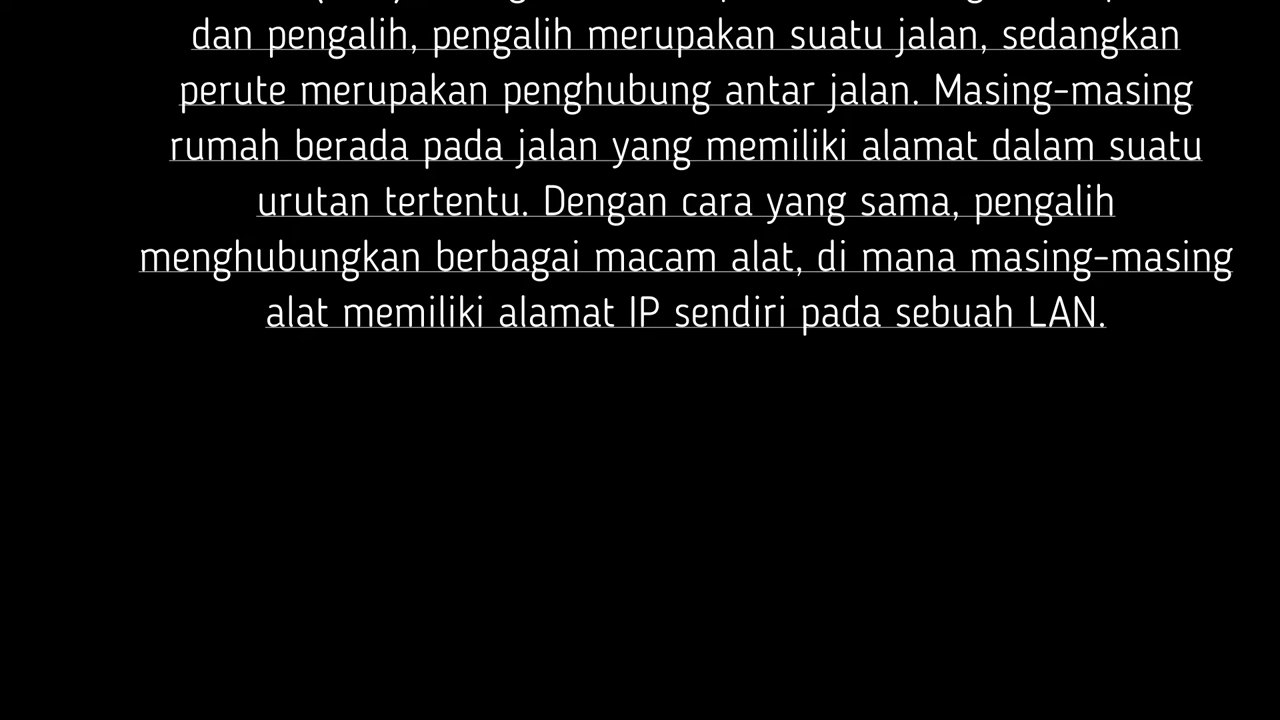 dan pengalih, pengalih merupakan suatu jalan, sedangkan
perute merupakan penghubung antar jalan. Masing-masing
rumah berada pada jalan yang memiliki alamat dalam suatu
urutan tertentu. Dengan cara yang sama, pengalih
menghubungkan berbagai macam alat, di mana masing-masing
alat memiliki alamat IP sendiri pada sebuah LAN.